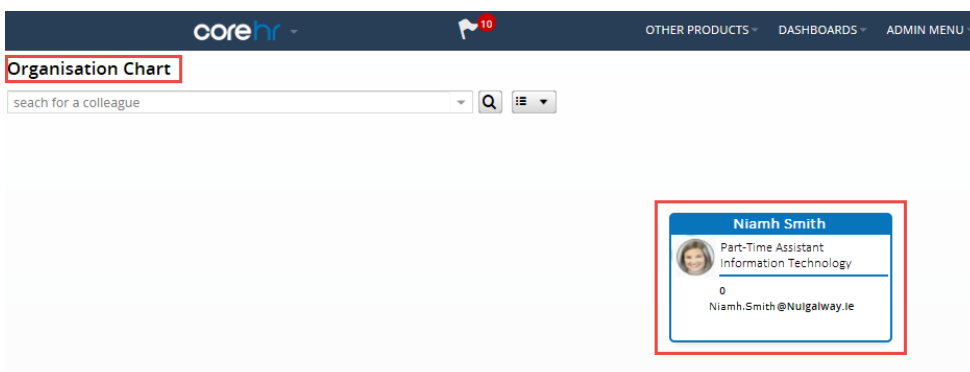 corehr
10
OTHER PRODUCTS DASHBOARDS ADMIN MENU
Organisation Chart
seach for a colleague
Niamh Smith
Part-Time Assistant
Information Technology
0
Niamh.Smith@Nuigalway.ie